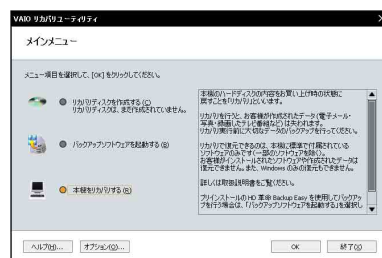 VAIO リカバリユーティリティ
メインメニュー
メニュー項目を選択して、[OK] をクリックしてください。
リカバリディスクを作成する (C)
リカバリディスクは、まだ作成されていません。
バックアップソフトウェアを起動する (B)
本機をリカバリする (R)
本機のハードディスクの内容をお買い上げ時の状態に
戻すことを「リカバリ」といいます。
リカバリを行うと、お客様が作成されたデータ(電子メール・
写真・録画したテレビ番組など)は失われます。
リカバリ実行前に大切なデータのバックアップを行ってください。
リカバリで復元できるのは、本機に標準で付属されている
ソフトウェアのみです(一部のソフトウェアを除く)。
お客様がインストールされたソフトウェアや作成されたデータは
復元できません。また、Windows のみの復元もできません。
詳しくは取扱説明書をご覧ください。
プリインストールの HD 革命 Backup Easy を使用してバックアッ
プを行う場合は、「バックアップソフトウェアを起動する」を選択し
ヘルプ(H)...
オプション(O)...
OK
終了(X)